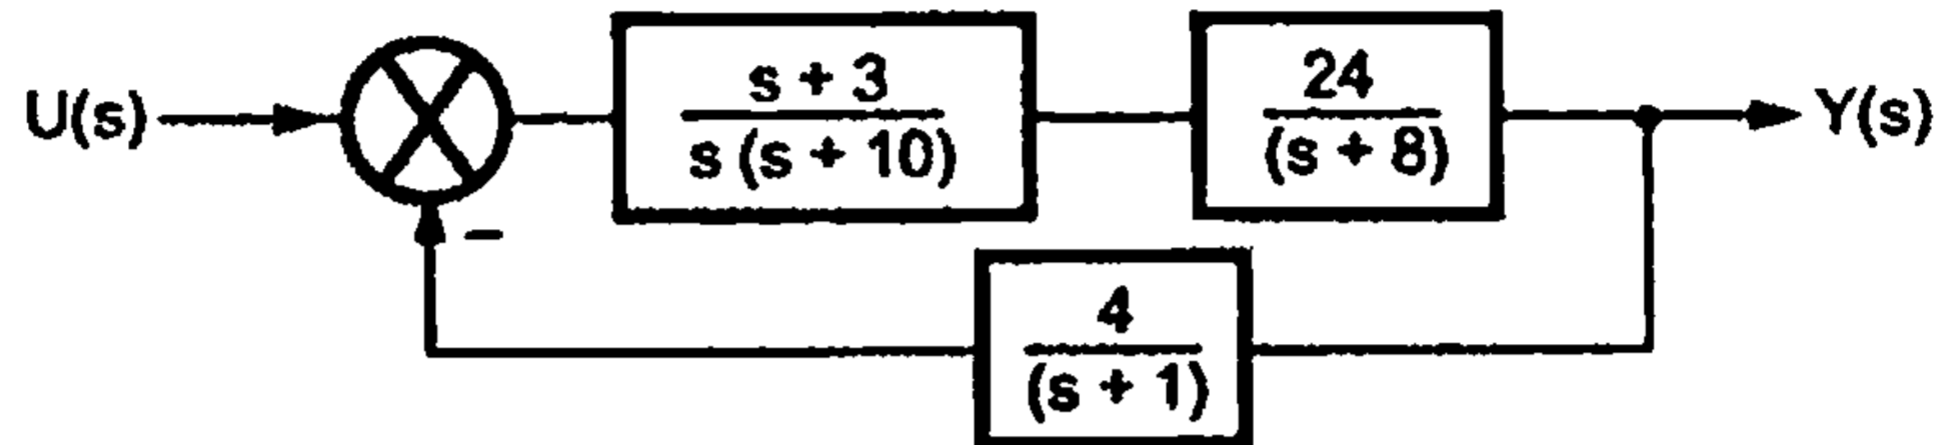 s + 3
24
U(s)
Y(s)
s (s + 10)
(s + 8)
−
4
(s + 1)